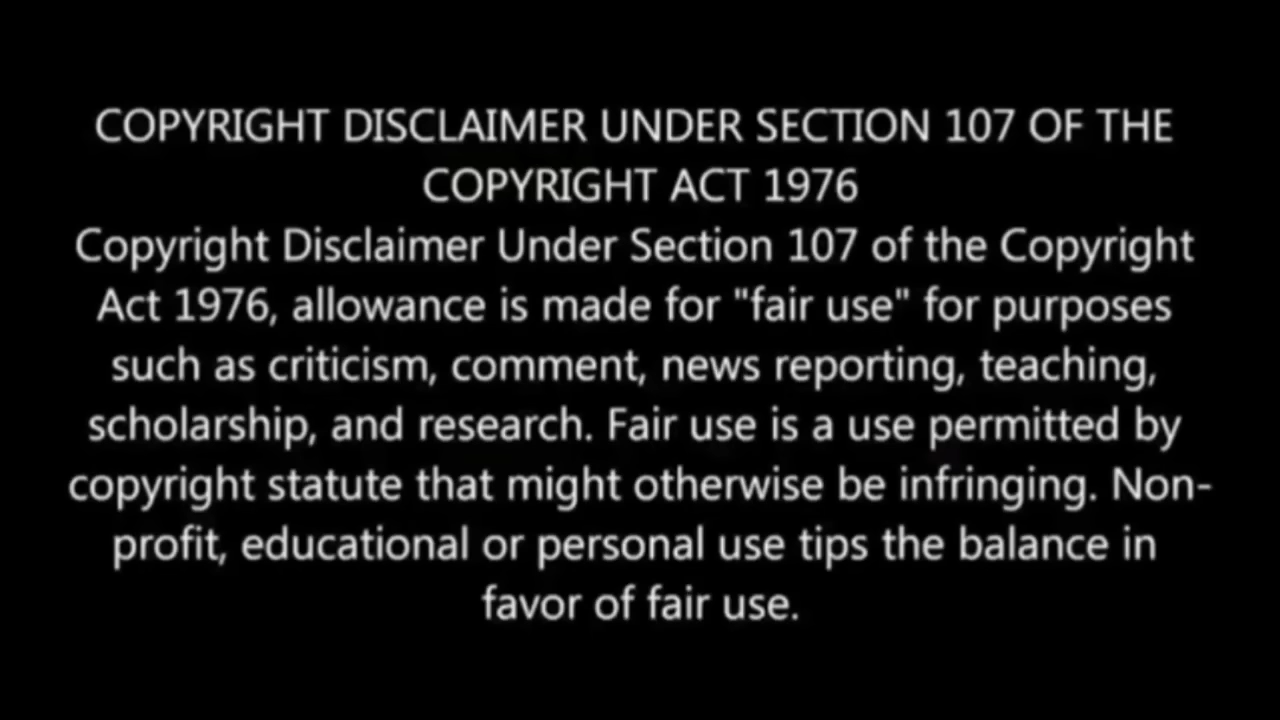 COPYRIGHT DISCLAIMER UNDER SECTION 107 OF THE
COPYRIGHT ACT 1976
Copyright Disclaimer Under Section 107 of the Copyright
Act 1976, allowance is made for "fair use" for purposes
such as criticism, comment, news reporting, teaching,
scholarship, and research. Fair use is a use permitted by
copyright statute that might otherwise be infringing. Non-
profit, educational or personal use tips the balance in
favor of fair use.